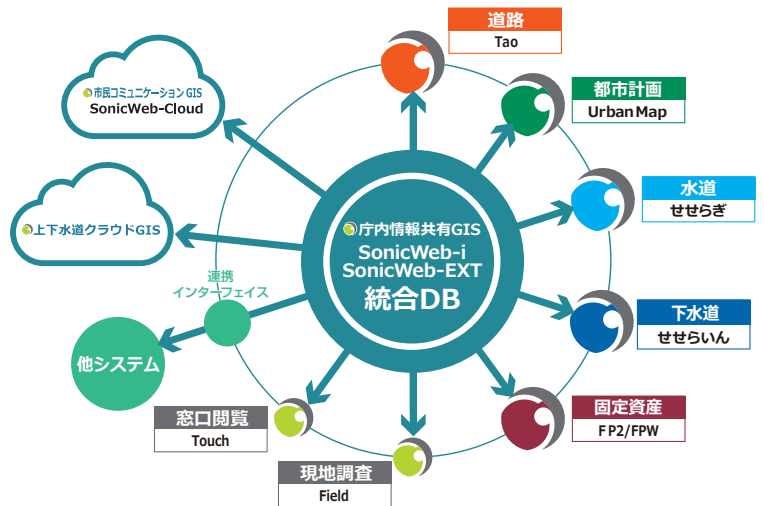 道路
Tao
市民コミュニケーションGIS
SonicWeb-Cloud
都市計画
Urban Map
水道
せせらぎ
上下水道クラウドGIS
庁内情報共有GIS
SonicWeb-i
SonicWeb-EXT
統合DB
連携
インターフェイス
下水道
せせらいん
他システム
窓口閲覧
Touch
固定資産
FP2/FPW
現地調査
Field